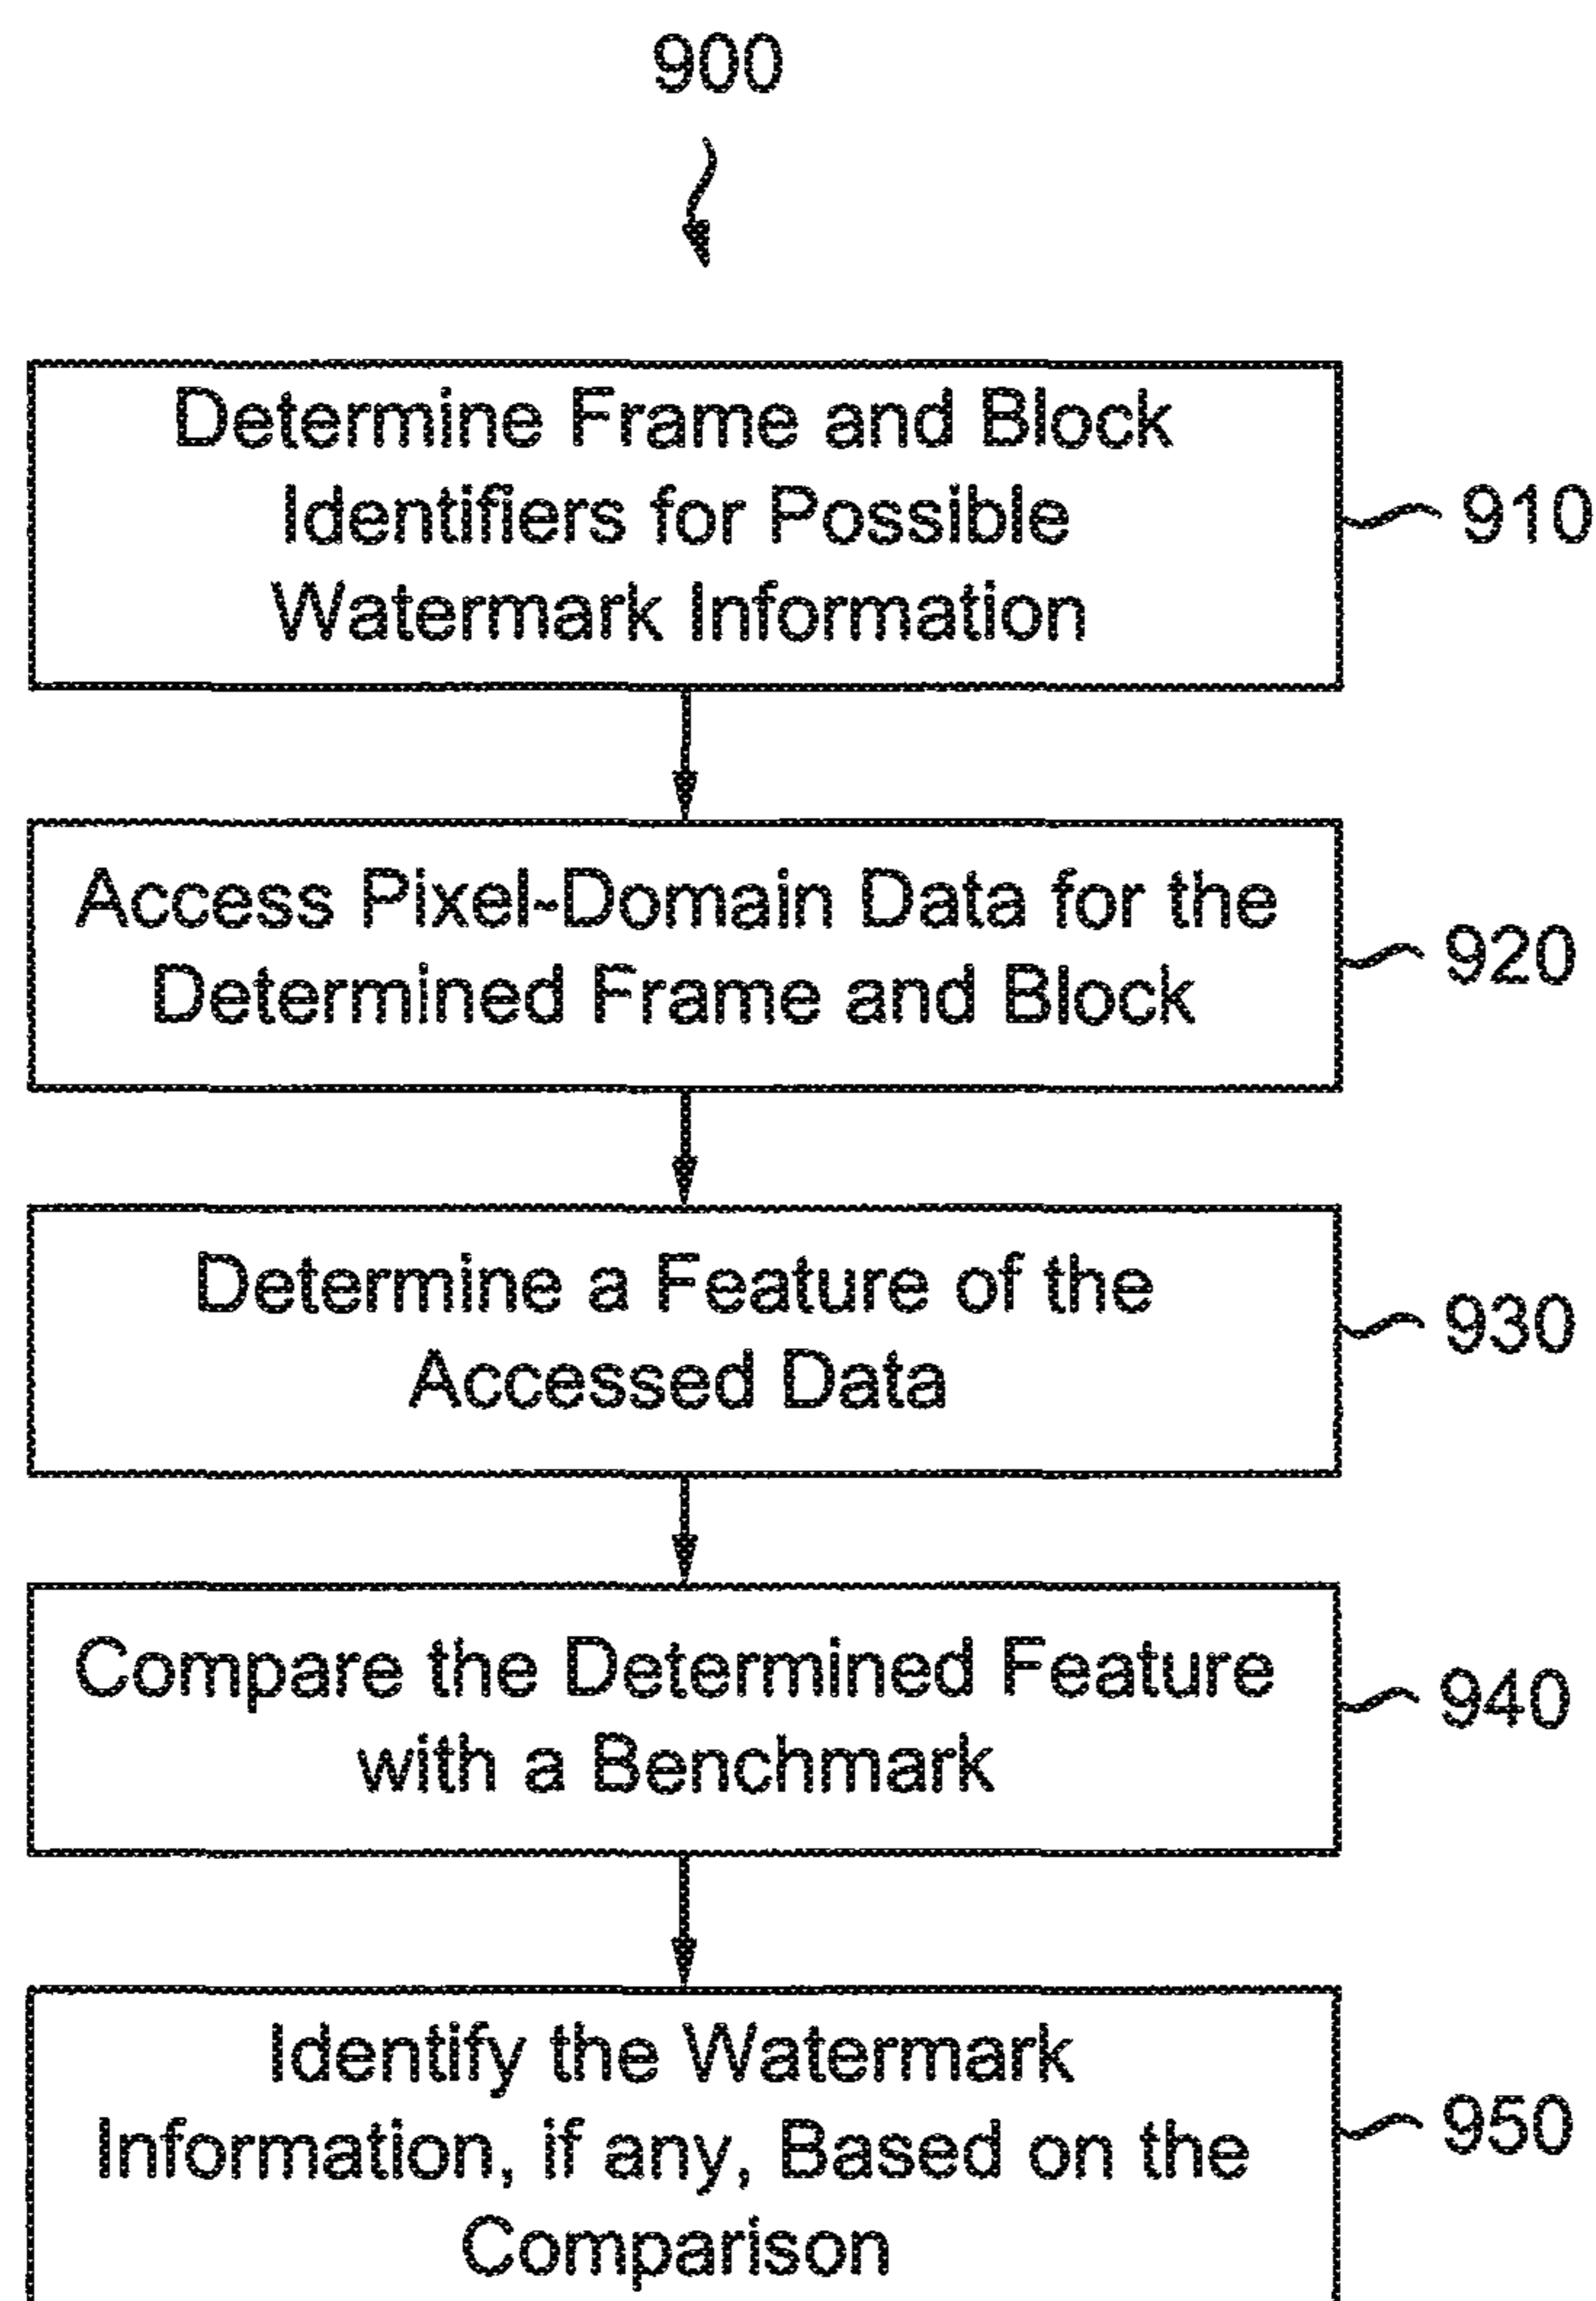 900
Determine Frame and Block
Identifiers for Possible
Watermark Information
910
Access Pixel-Domain Data for the
Determined Frame and Block
920
Determine a Feature of the
Accessed Data
930
Compare the Determined Feature
with a Benchmark
940
Identify the Watermark
Information, if any, Based on the
Comparison
950